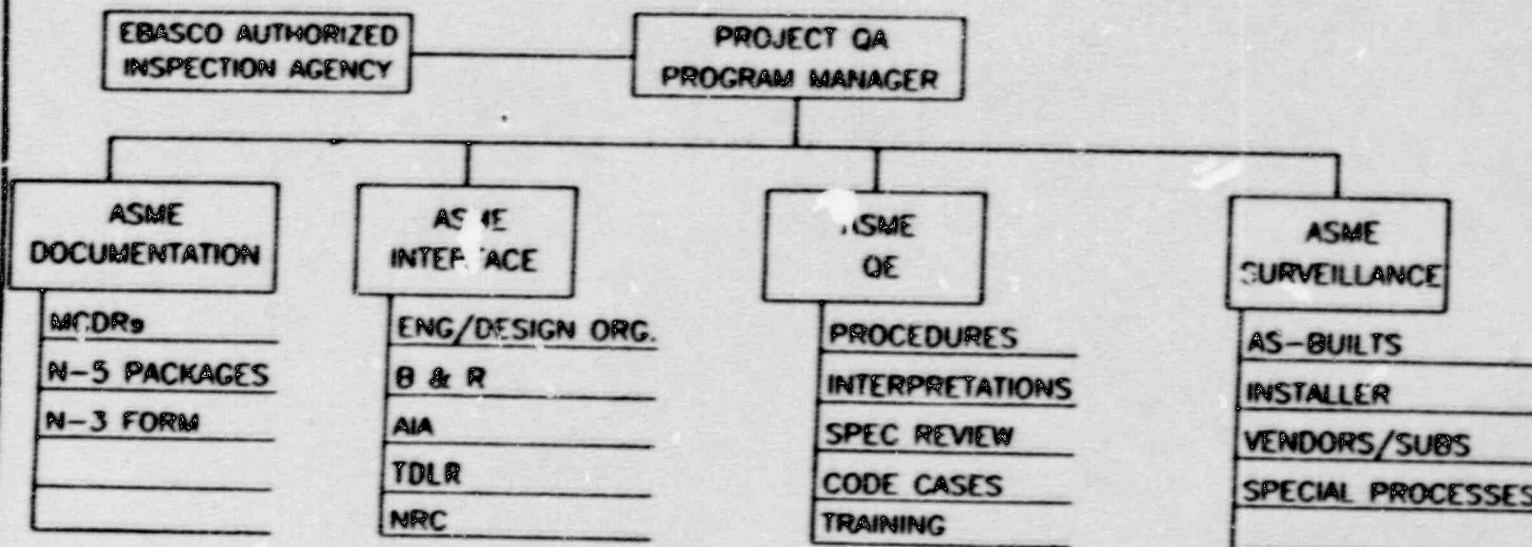 EBASCO AUTHORIZED
INSPECTION AGENCY
PROJECT QA
PROGRAM MANAGER
ASME
DOCUMENTATION
MCDRs
N-5 PACKAGES
N-3 FORM
ASME
INTERFACE
ENG/DESIGN ORG.
B & R
AIA
TDLR
NRC
ASME
QE
PROCEDURES
INTERPRETATIONS
SPEC REVIEW
CODE CASES
TRAINING
ASME
SURVEILLANCE
AS-BUILTS
INSTALLER
VENDORS/SUBS
SPECIAL PROCESSES